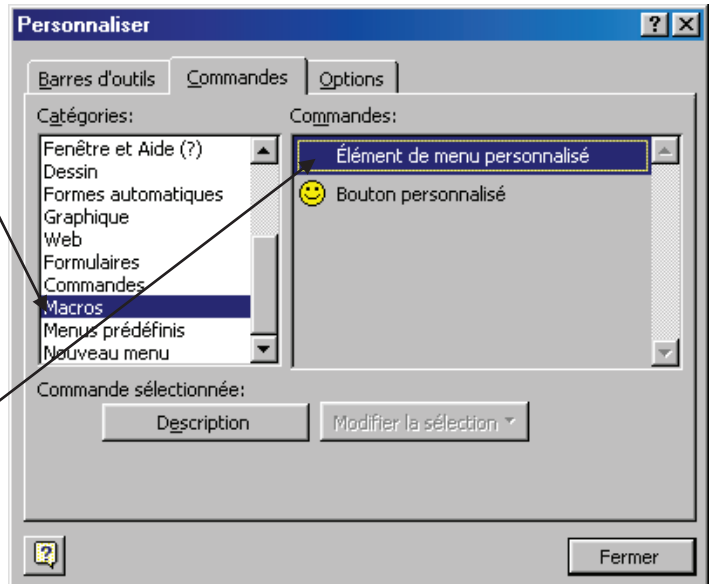 Personnaliser
Barres d'outils
Commandes
Options
Catégories:
Fenêtre et Aide (?)
Dessin
Formes automatiques
Graphique
Web
Formulaires
Commandes
Macros
Menus prédéfinis
Nouveau menu
Commandes:
Élément de menu personnalisé
Bouton personnalisé
Commande sélectionnée:
Description
Modifier la sélection
Fermer